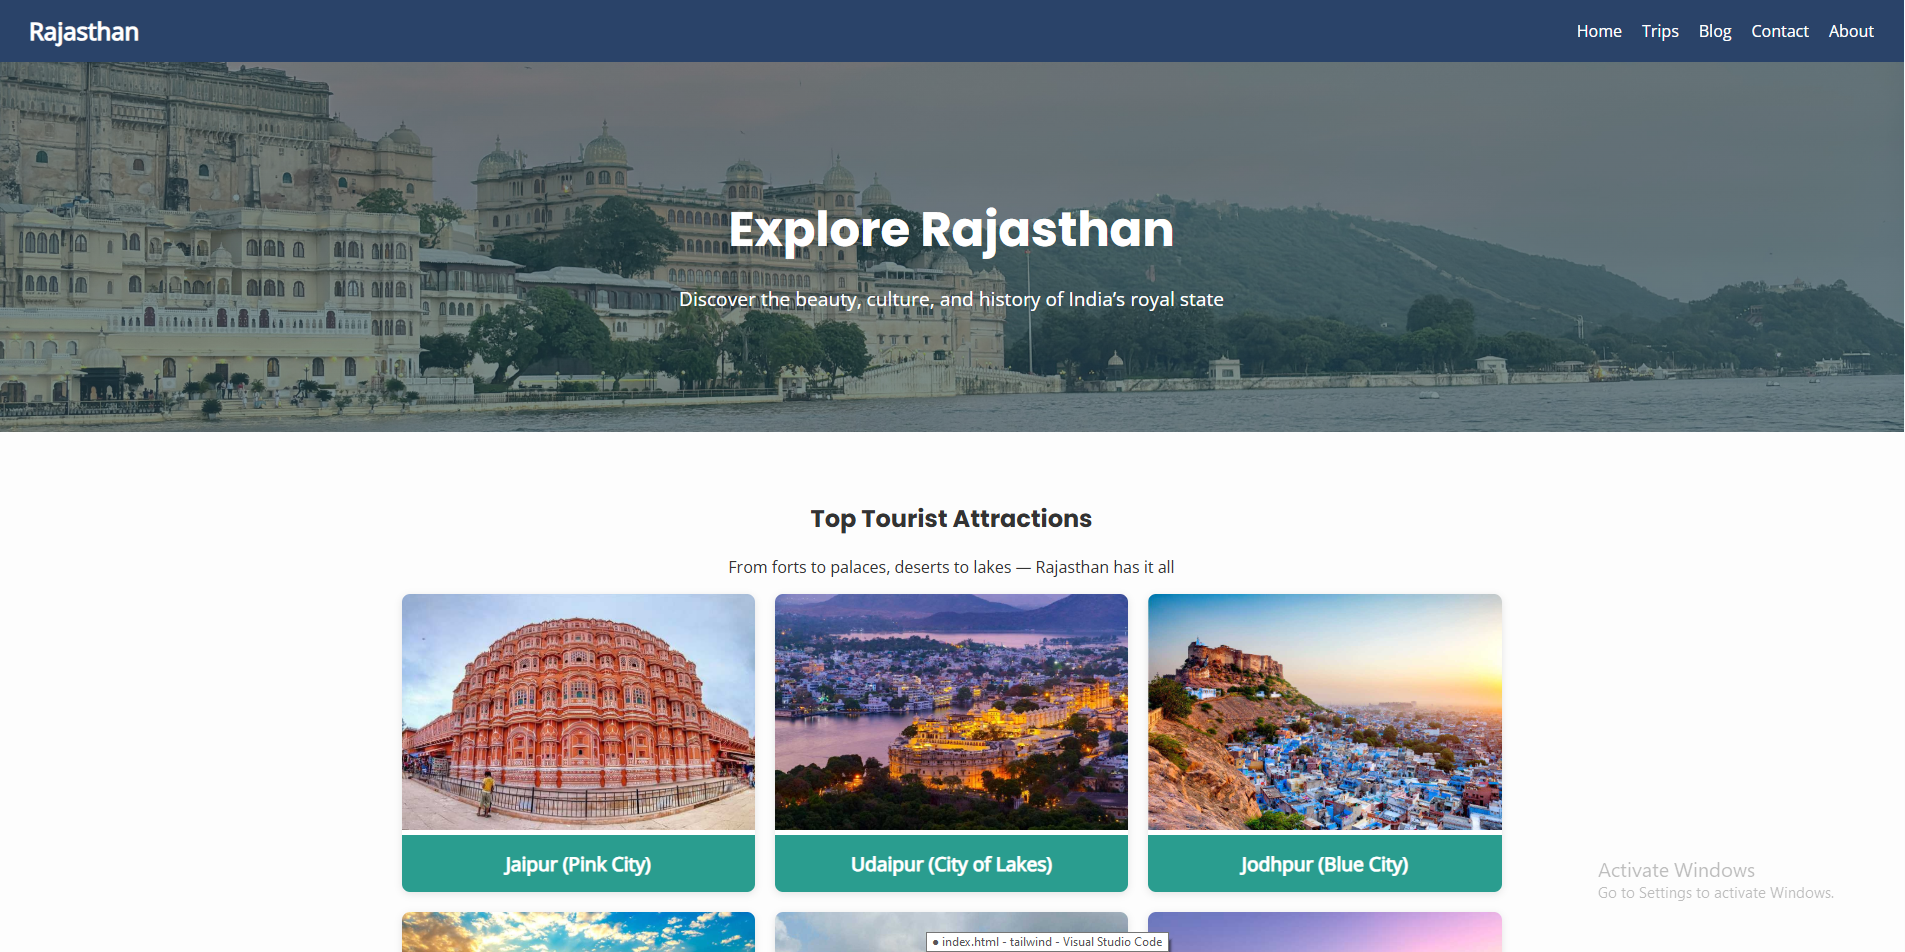 Rajasthan
Home Trips Blog Contact About
Explore Rajasthan
Discover the beauty, culture, and history of India’s royal state
Top Tourist Attractions
From forts to palaces, deserts to lakes — Rajasthan has it all
Jaipur (Pink City)
Udaipur (City of Lakes)
Jodhpur (Blue City)
Activate Windows
Go to Settings to activate Windows.
● index.html - tailwind - Visual Studio Code